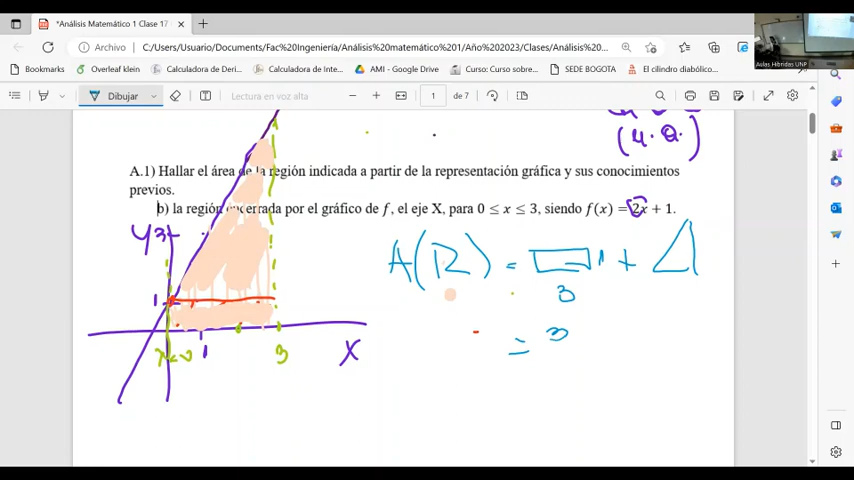 *Análisis Matemático 1 Clase 17
Archivo
C:/Users/Usuario/Documents/Fac%20Ingeniería/Análisis%20matemático%201/Año%202023/Clases/Análisis%20...
Aulas Híbridas UNP
Bookmarks
Overleaf klein
Calculadora de Deri...
Calculadora de Inte...
AMI - Google Drive
Curso: Curso sobre...
SEDE BOGOTA
El cilindro diabólic...
Dibujar
Lectura en voz alta
1
de 7
A.1) Hallar el área de la región indicada a partir de la representación gráfica y sus conocimientos
previos.
b) la región encerrada por el gráfico de f, el eje X, para 0 ≤ x ≤ 3, siendo f(x) = 2x + 1.
A(R) = 1 +
3
= 3
1
1
3
X